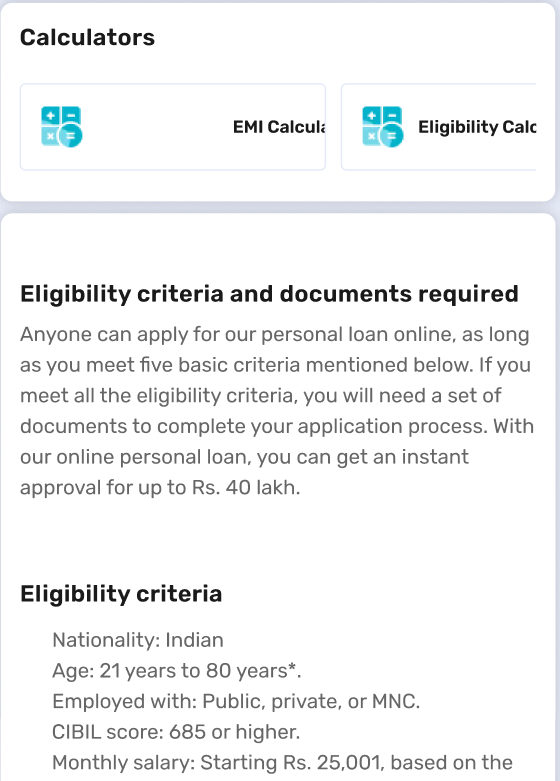 Calculators
EMI Calcula
Eligibility Calc
Eligibility criteria and documents required
Anyone can apply for our personal loan online, as long
as you meet five basic criteria mentioned below. If you
meet all the eligibility criteria, you will need a set of
documents to complete your application process. With
our online personal loan, you can get an instant
approval for up to Rs. 40 lakh.
Eligibility criteria
Nationality: Indian
Age: 21 years to 80 years*.
Employed with: Public, private, or MNC.
CIBIL score: 685 or higher.
Monthly salary: Starting Rs. 25,001, based on the